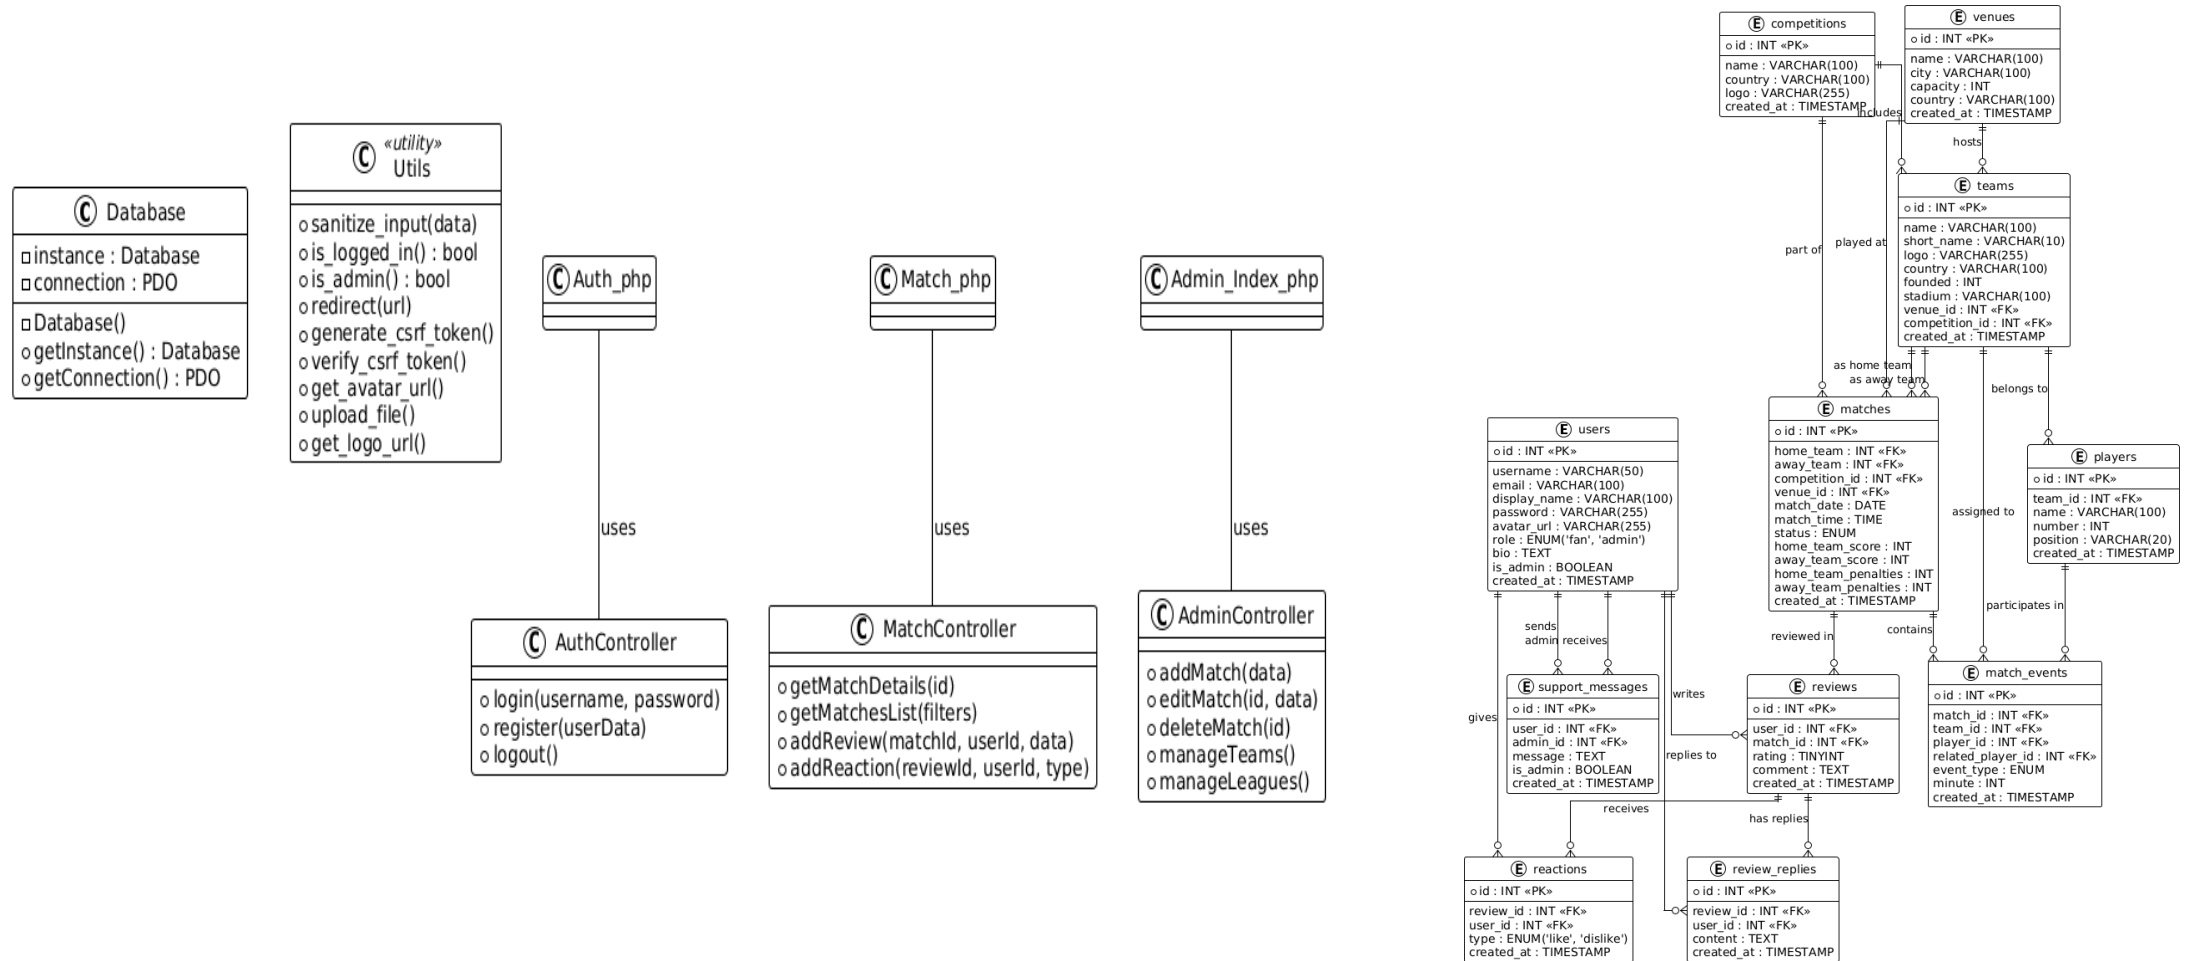 Database
instance : Database
connection : PDO
Database()
getInstance() : Database
getConnection() : PDO
«utility»
Utils
sanitize_input(data)
is_logged_in() : bool
is_admin() : bool
redirect(url)
generate_csrf_token()
verify_csrf_token()
get_avatar_url()
upload_file()
get_logo_url()
Auth_php
uses
AuthController
login(username, password)
register(userData)
logout()
Match_php
uses
MatchController
getMatchDetails(id)
getMatchesList(filters)
addReview(matchId, userId, data)
addReaction(reviewId, userId, type)
Admin_Index_php
uses
AdminController
addMatch(data)
editMatch(id, data)
deleteMatch(id)
manageTeams()
manageLeagues()
competitions
id : INT «PK»
name : VARCHAR(100)
country : VARCHAR(100)
logo : VARCHAR(255)
created_at : TIMESTAMP
venues
id : INT «PK»
name : VARCHAR(100)
city : VARCHAR(100)
capacity : INT
country : VARCHAR(100)
created_at : TIMESTAMP
includes
hosts
teams
id : INT «PK»
name : VARCHAR(100)
short_name : VARCHAR(10)
logo : VARCHAR(255)
country : VARCHAR(100)
founded : INT
stadium : VARCHAR(100)
venue_id : INT «FK»
competition_id : INT «FK»
created_at : TIMESTAMP
part of
played at
as home team
as away team
belongs to
matches
id : INT «PK»
home_team : INT «FK»
away_team : INT «FK»
competition_id : INT «FK»
venue_id : INT «FK»
match_date : DATE
match_time : TIME
status : ENUM
home_team_score : INT
away_team_score : INT
home_team_penalties : INT
away_team_penalties : INT
created_at : TIMESTAMP
users
id : INT «PK»
username : VARCHAR(50)
email : VARCHAR(100)
display_name : VARCHAR(100)
password : VARCHAR(255)
avatar_url : VARCHAR(255)
role : ENUM('fan', 'admin')
bio : TEXT
is_admin : BOOLEAN
created_at : TIMESTAMP
players
id : INT «PK»
team_id : INT «FK»
name : VARCHAR(100)
number : INT
position : VARCHAR(20)
created_at : TIMESTAMP
assigned to
participates in
sends
admin receives
reviewed in
contains
support_messages
id : INT «PK»
user_id : INT «FK»
admin_id : INT «FK»
message : TEXT
is_admin : BOOLEAN
created_at : TIMESTAMP
writes
gives
replies to
reviews
id : INT «PK»
user_id : INT «FK»
match_id : INT «FK»
rating : TINYINT
comment : TEXT
created_at : TIMESTAMP
match_events
id : INT «PK»
match_id : INT «FK»
team_id : INT «FK»
player_id : INT «FK»
related_player_id : INT «FK»
event_type : ENUM
minute : INT
created_at : TIMESTAMP
receives
has replies
reactions
id : INT «PK»
review_id : INT «FK»
user_id : INT «FK»
type : ENUM('like', 'dislike')
created_at : TIMESTAMP
review_replies
id : INT «PK»
review_id : INT «FK»
user_id : INT «FK»
content : TEXT
created_at : TIMESTAMP